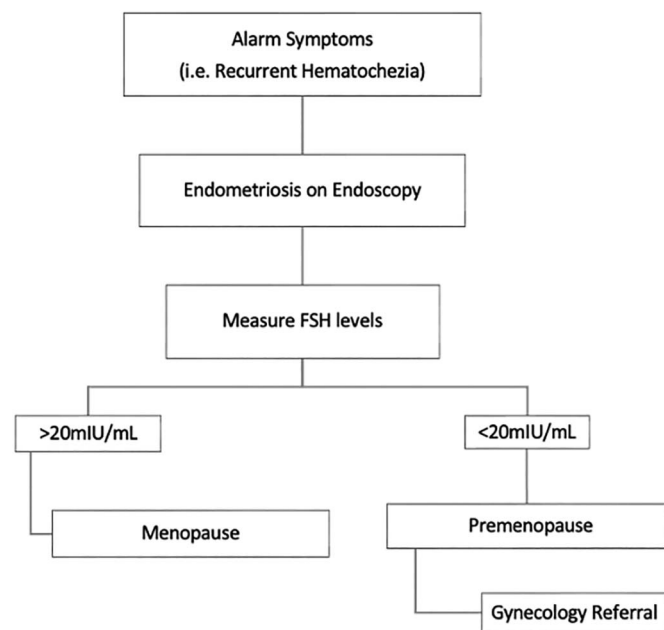 Alarm Symptoms
(i.e. Recurrent Hematochezia)
Endometriosis on Endoscopy
Measure FSH levels
>20mIU/mL
<20mIU/mL
Menopause
Premenopause
Gynecology Referral